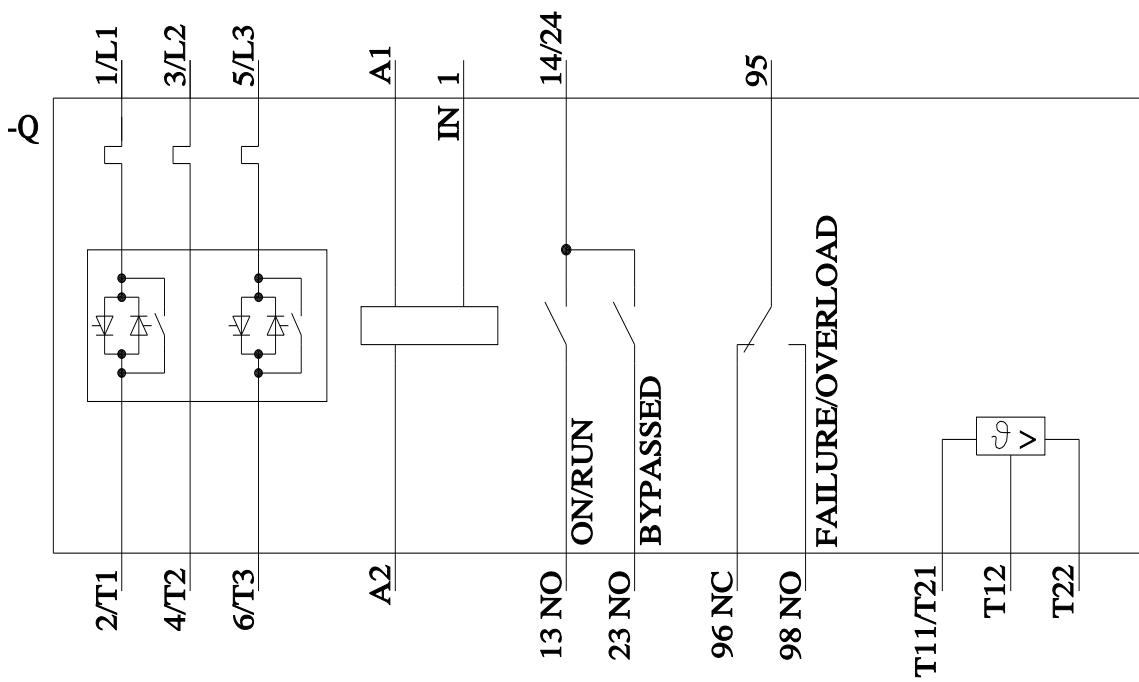 -Q
1/L1
3/L2
5/L3
A1
IN 1
14/24
95
ON/RUN
BYPASSED
FAILURE/OVERLOAD
ϑ >
2/T1
4/T2
6/T3
A2
13 NO
23 NO
96 NC
98 NO
T11/T21
T12
T22